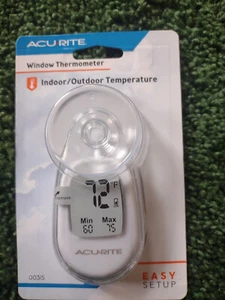 ACURITE
Window Thermometer
Indoor/Outdoor Temperature
72 F
Min Max
60 75
ACURITE
00315
EASY
SETUP